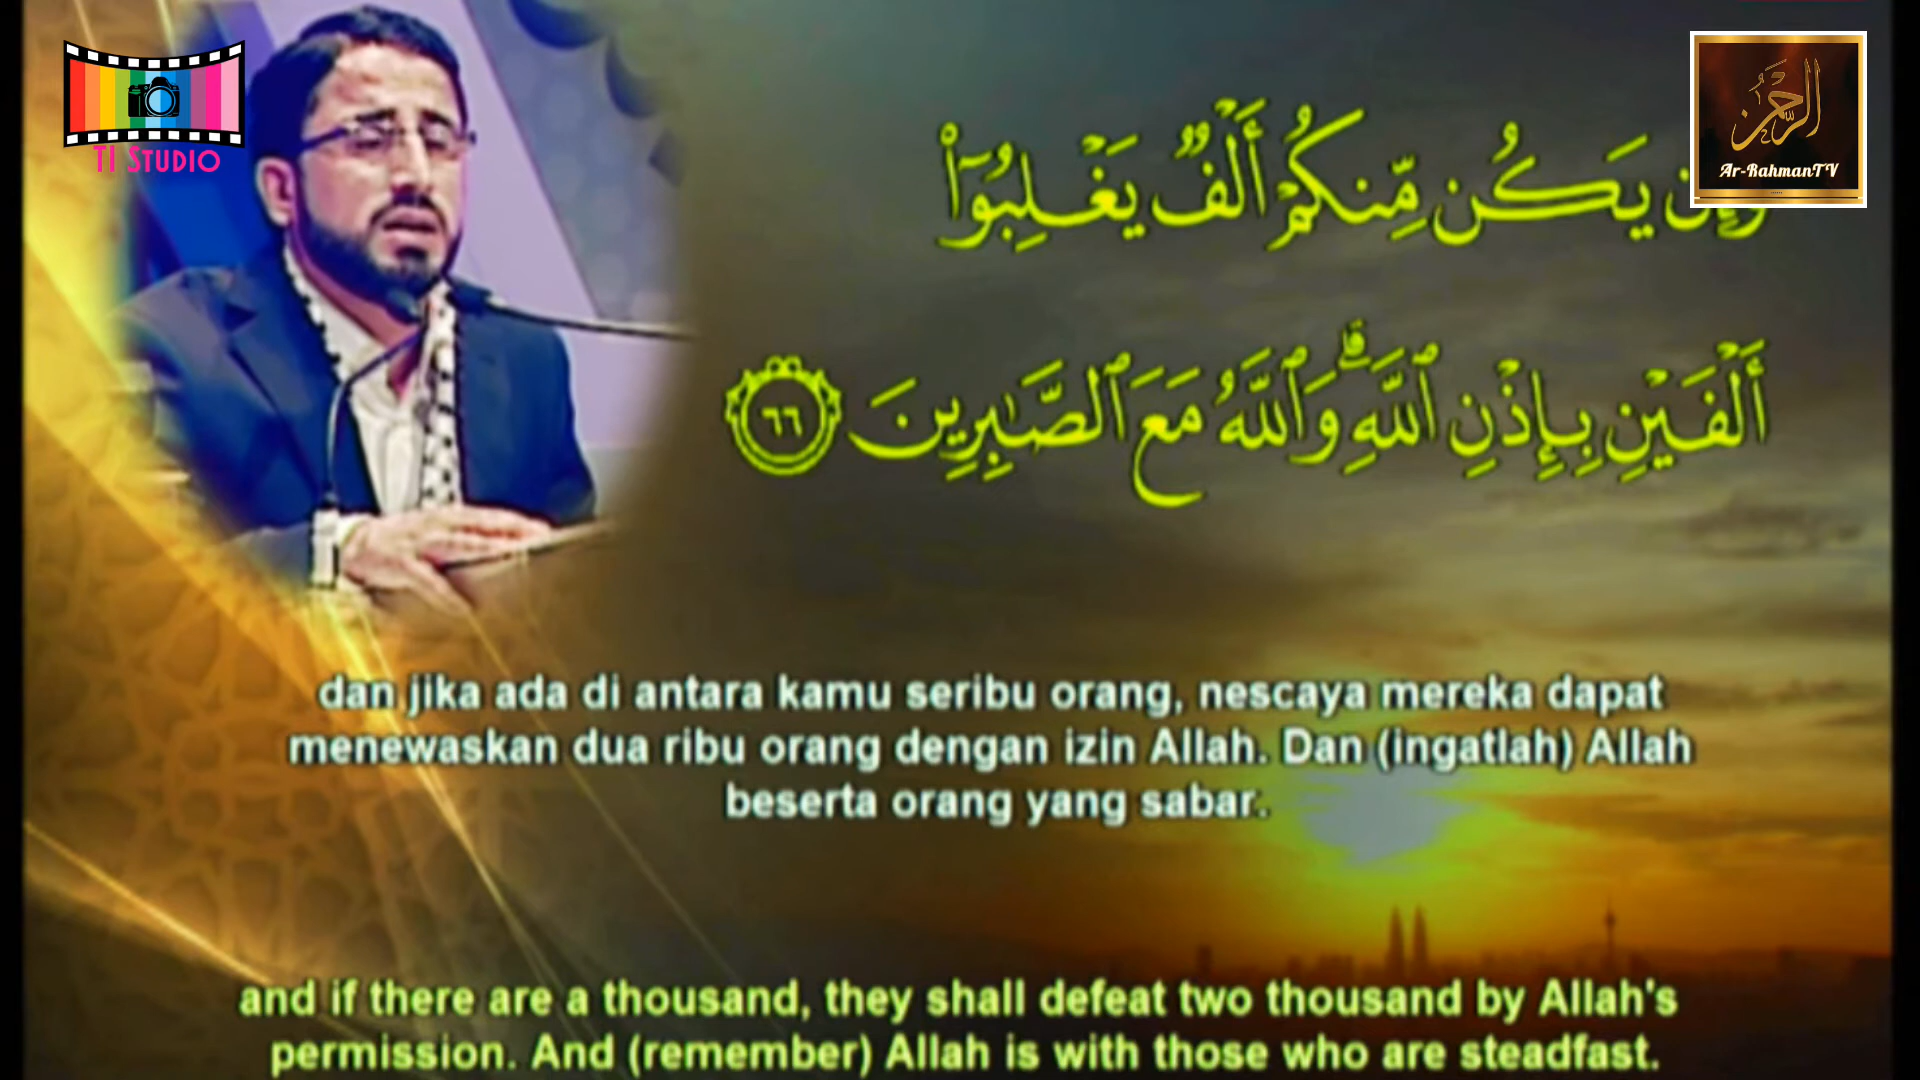 TI STUDIO
الرحمن
Ar-RahmanTV
وَإِن يَكُن مِّنكُمْ أَلْفٌ يَغْلِبُوٓا۟
أَلْفَيْنِ بِإِذْنِ ٱللَّهِ ۗ وَٱللَّهُ مَعَ ٱلصَّـٰبِرِينَ ٦٦
dan jika ada di antara kamu seribu orang, nescaya mereka dapat
menewaskan dua ribu orang dengan izin Allah. Dan (ingatlah) Allah
beserta orang yang sabar.
and if there are a thousand, they shall defeat two thousand by Allah's
permission. And (remember) Allah is with those who are steadfast.